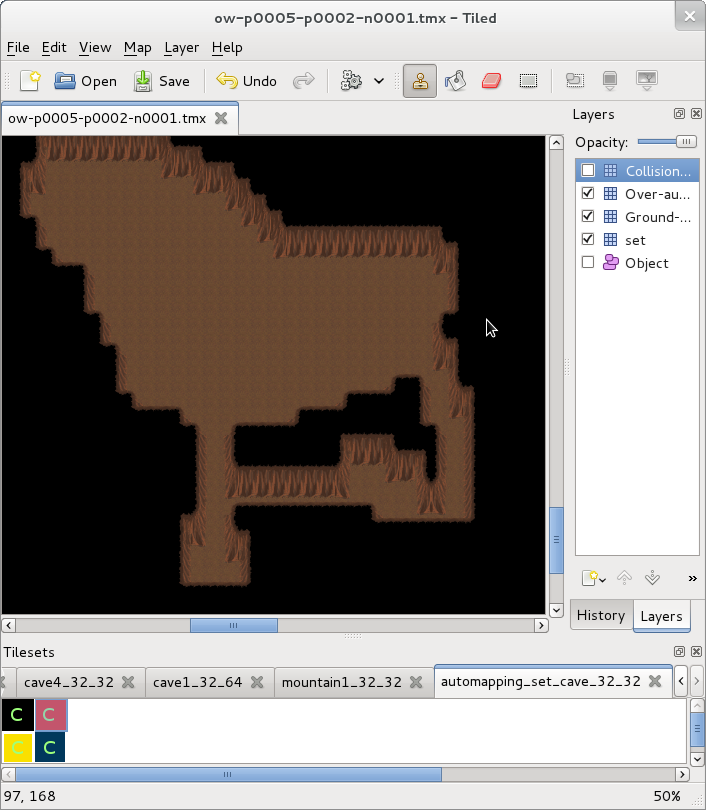 ow-p0005-p0002-n0001.tmx – Tiled
File Edit View Map Layer Help
Open Save Undo
ow-p0005-p0002-n0001.tmx
Layers
Opacity:
Collision...
Over-au...
Ground-...
set
Object
»
History Layers
Tilesets
cave4_32_32 cave1_32_64 mountain1_32_32 automapping_set_cave_32_32
C C
C C
97, 168 50%